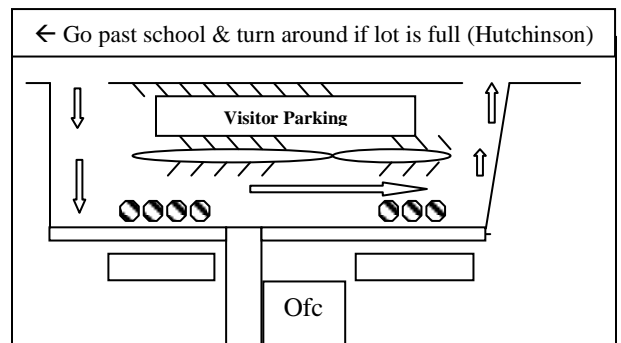 ← Go past school & turn around if lot is full (Hutchinson)
Visitor Parking
Ofc